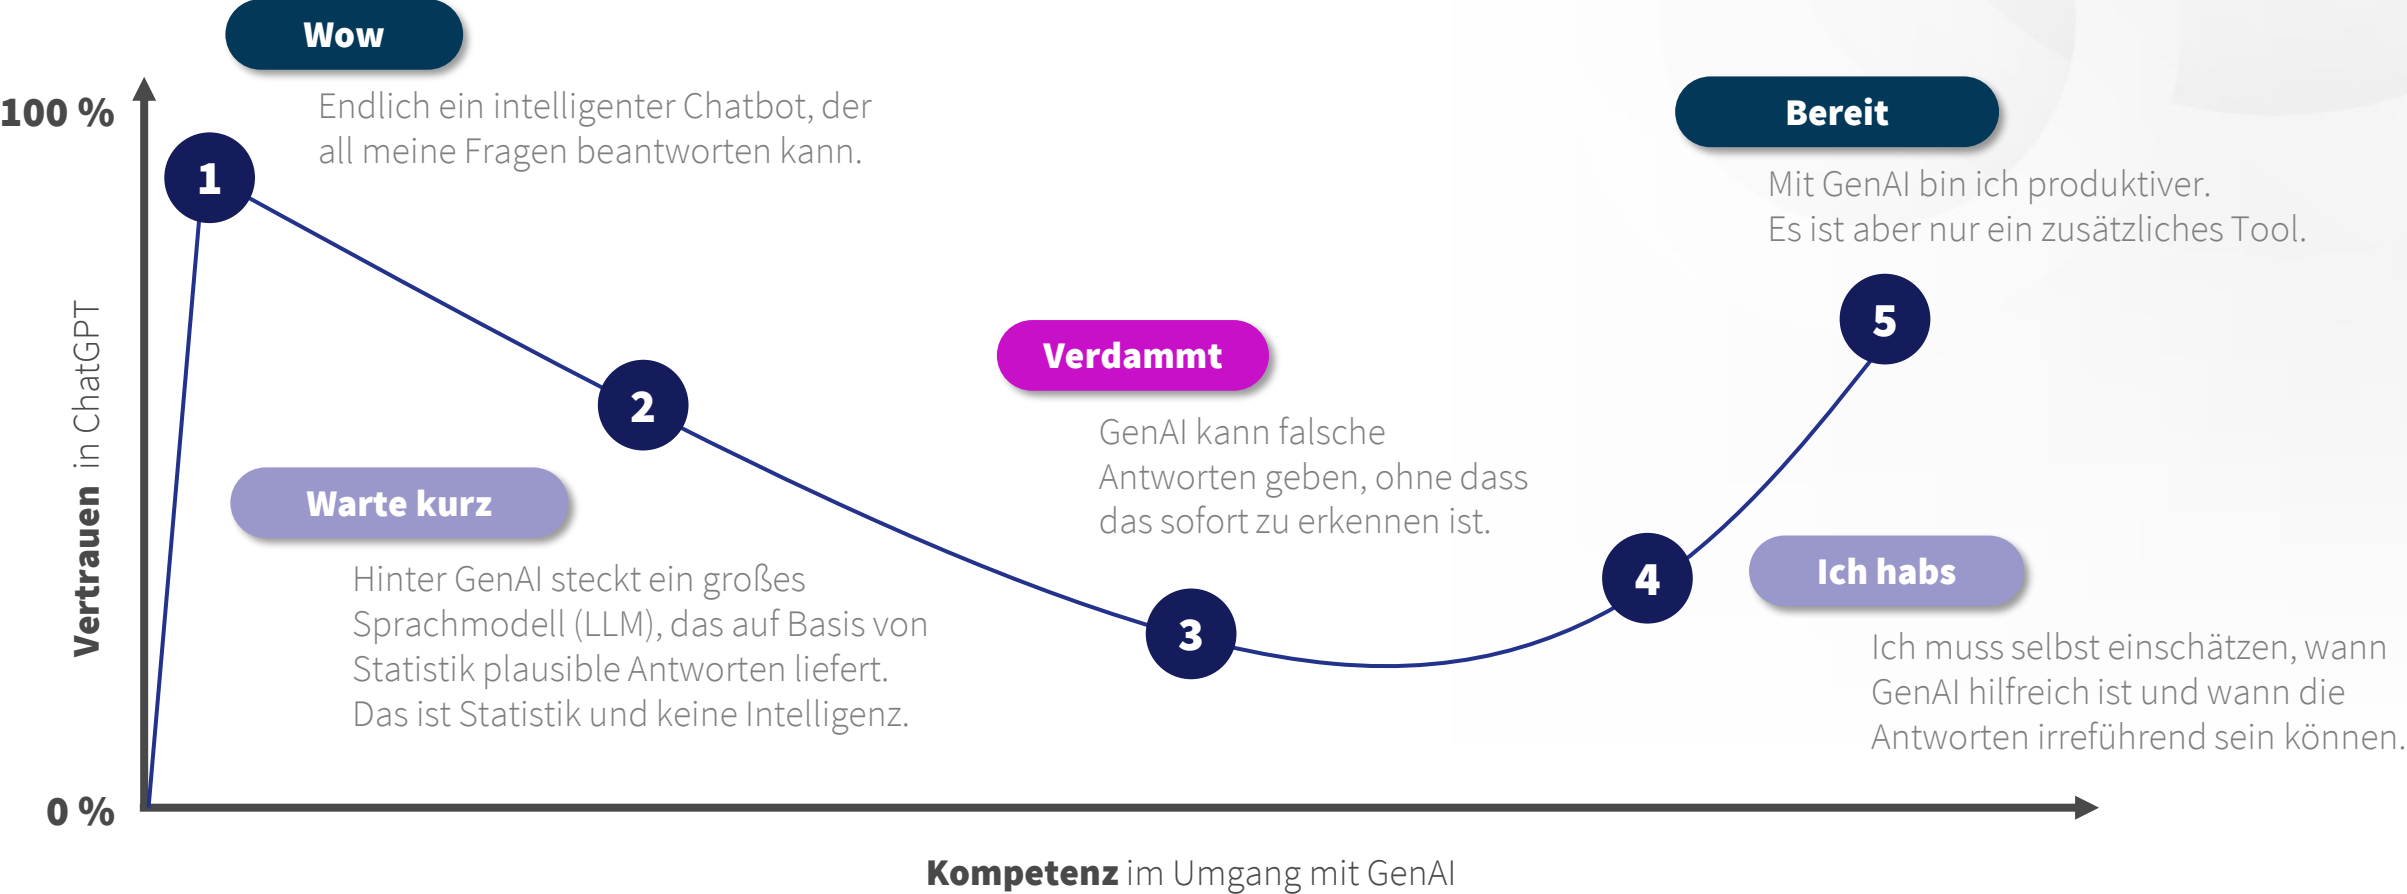 Wow
Endlich ein intelligenter Chatbot, der
all meine Fragen beantworten kann.
100 %
1
Bereit
Mit GenAI bin ich produktiver.
Es ist aber nur ein zusätzliches Tool.
5
Vertrauen in ChatGPT
2
Verdammt
GenAI kann falsche
Antworten geben, ohne dass
das sofort zu erkennen ist.
Warte kurz
Hinter GenAI steckt ein großes
Sprachmodell (LLM), das auf Basis von
Statistik plausible Antworten liefert.
Das ist Statistik und keine Intelligenz.
3
4
Ich habs
Ich muss selbst einschätzen, wann
GenAI hilfreich ist und wann die
Antworten irreführend sein können.
0 %
Kompetenz im Umgang mit GenAI